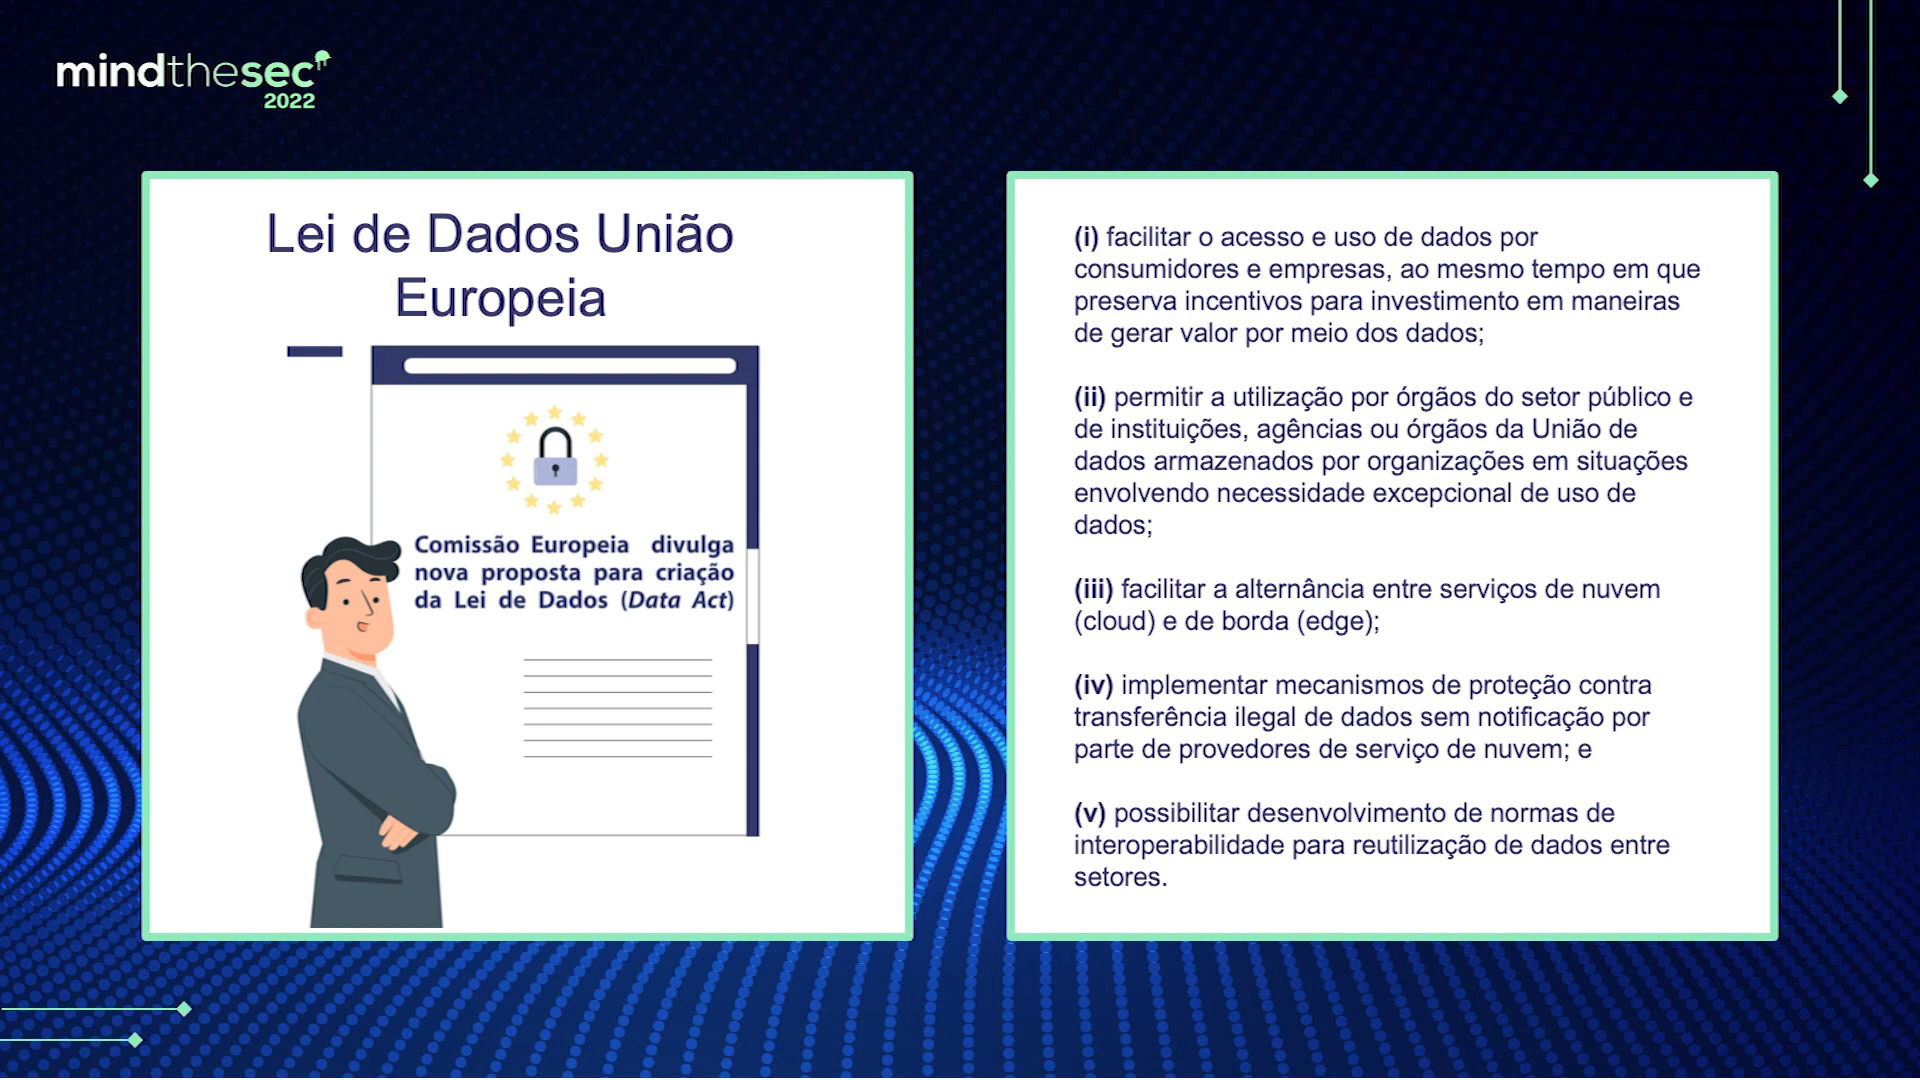 mindthesec
2022
Lei de Dados União
Europeia
Comissão Europeia divulga
nova proposta para criação
da Lei de Dados (Data Act)
(i) facilitar o acesso e uso de dados por
consumidores e empresas, ao mesmo tempo em que
preserva incentivos para investimento em maneiras
de gerar valor por meio dos dados;
(ii) permitir a utilização por órgãos do setor público e
de instituições, agências ou órgãos da União de
dados armazenados por organizações em situações
envolvendo necessidade excepcional de uso de
dados;
(iii) facilitar a alternância entre serviços de nuvem
(cloud) e de borda (edge);
(iv) implementar mecanismos de proteção contra
transferência ilegal de dados sem notificação por
parte de provedores de serviço de nuvem; e
(v) possibilitar desenvolvimento de normas de
interoperabilidade para reutilização de dados entre
setores.